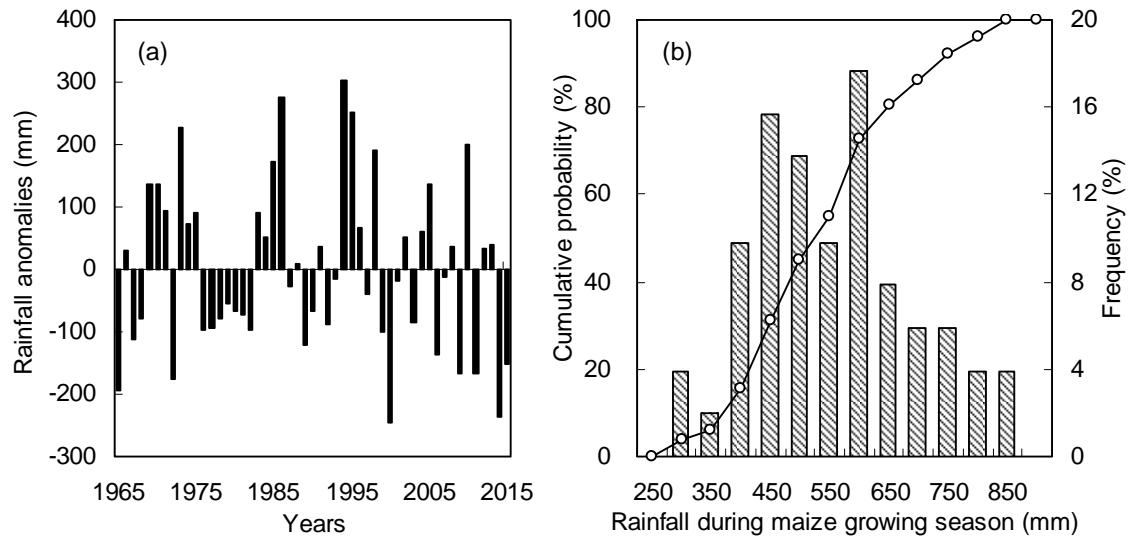 (a)
Rainfall anomalies (mm)
400
300
200
100
0
-100
-200
-300
1965 1975 1985 1995 2005 2015
Years
(b)
Cumulative probability (%)
100
80
60
40
20
0
Frequency (%)
20
16
12
8
4
0
250 350 450 550 650 750 850
Rainfall during maize growing season (mm)